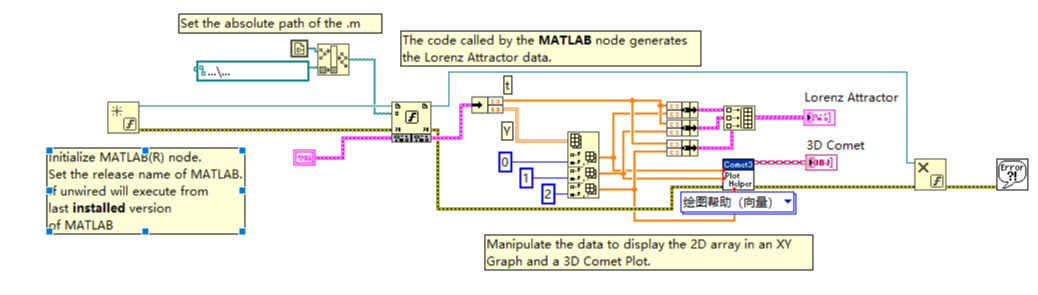 Set the absolute path of the .m
The code called by the MATLAB node generates
the Lorenz Attractor data.
...\...
t
Lorenz Attractor
Y
3D Comet
OBJ
Initialize MATLAB(R) node.
Set the release name of MATLAB.
If unwired will execute from
last installed version
of MATLAB
0
1
2
Comet3
Plot
Helper
绘图帮助（向量）
Error
?!
Manipulate the data to display the 2D array in an XY
Graph and a 3D Comet Plot.